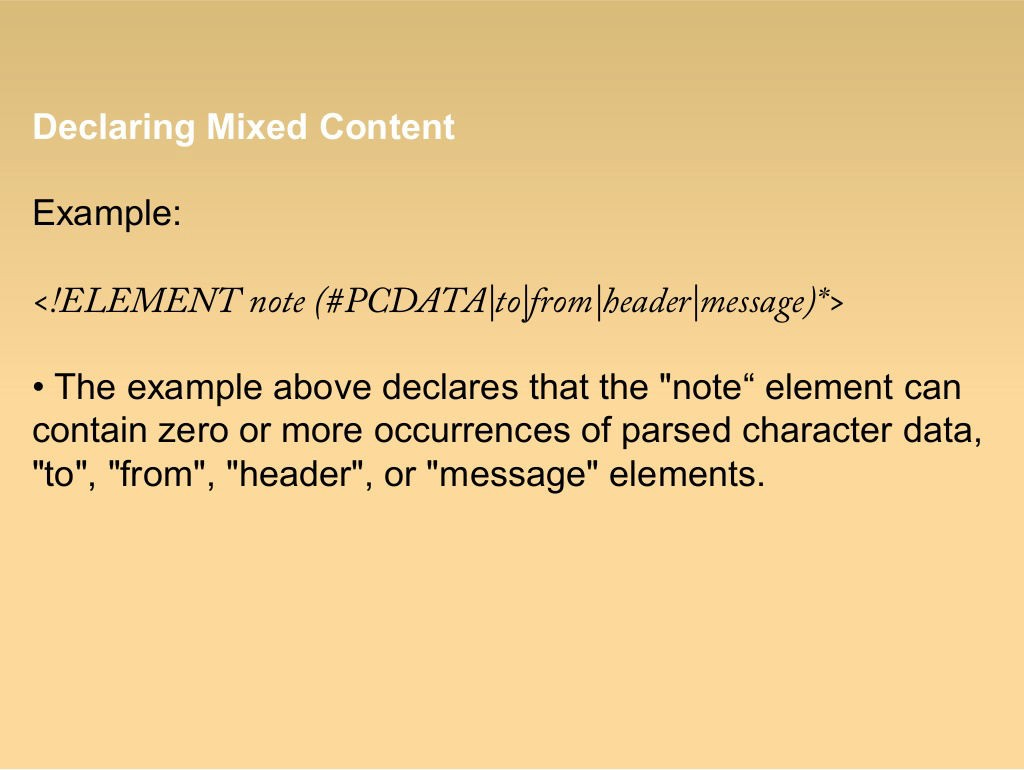 Declaring Mixed Content
Example:
<!ELEMENT note (#PCDATA|to|from|header|message)*>
• The example above declares that the "note“ element can
contain zero or more occurrences of parsed character data,
"to", "from", "header", or "message" elements.